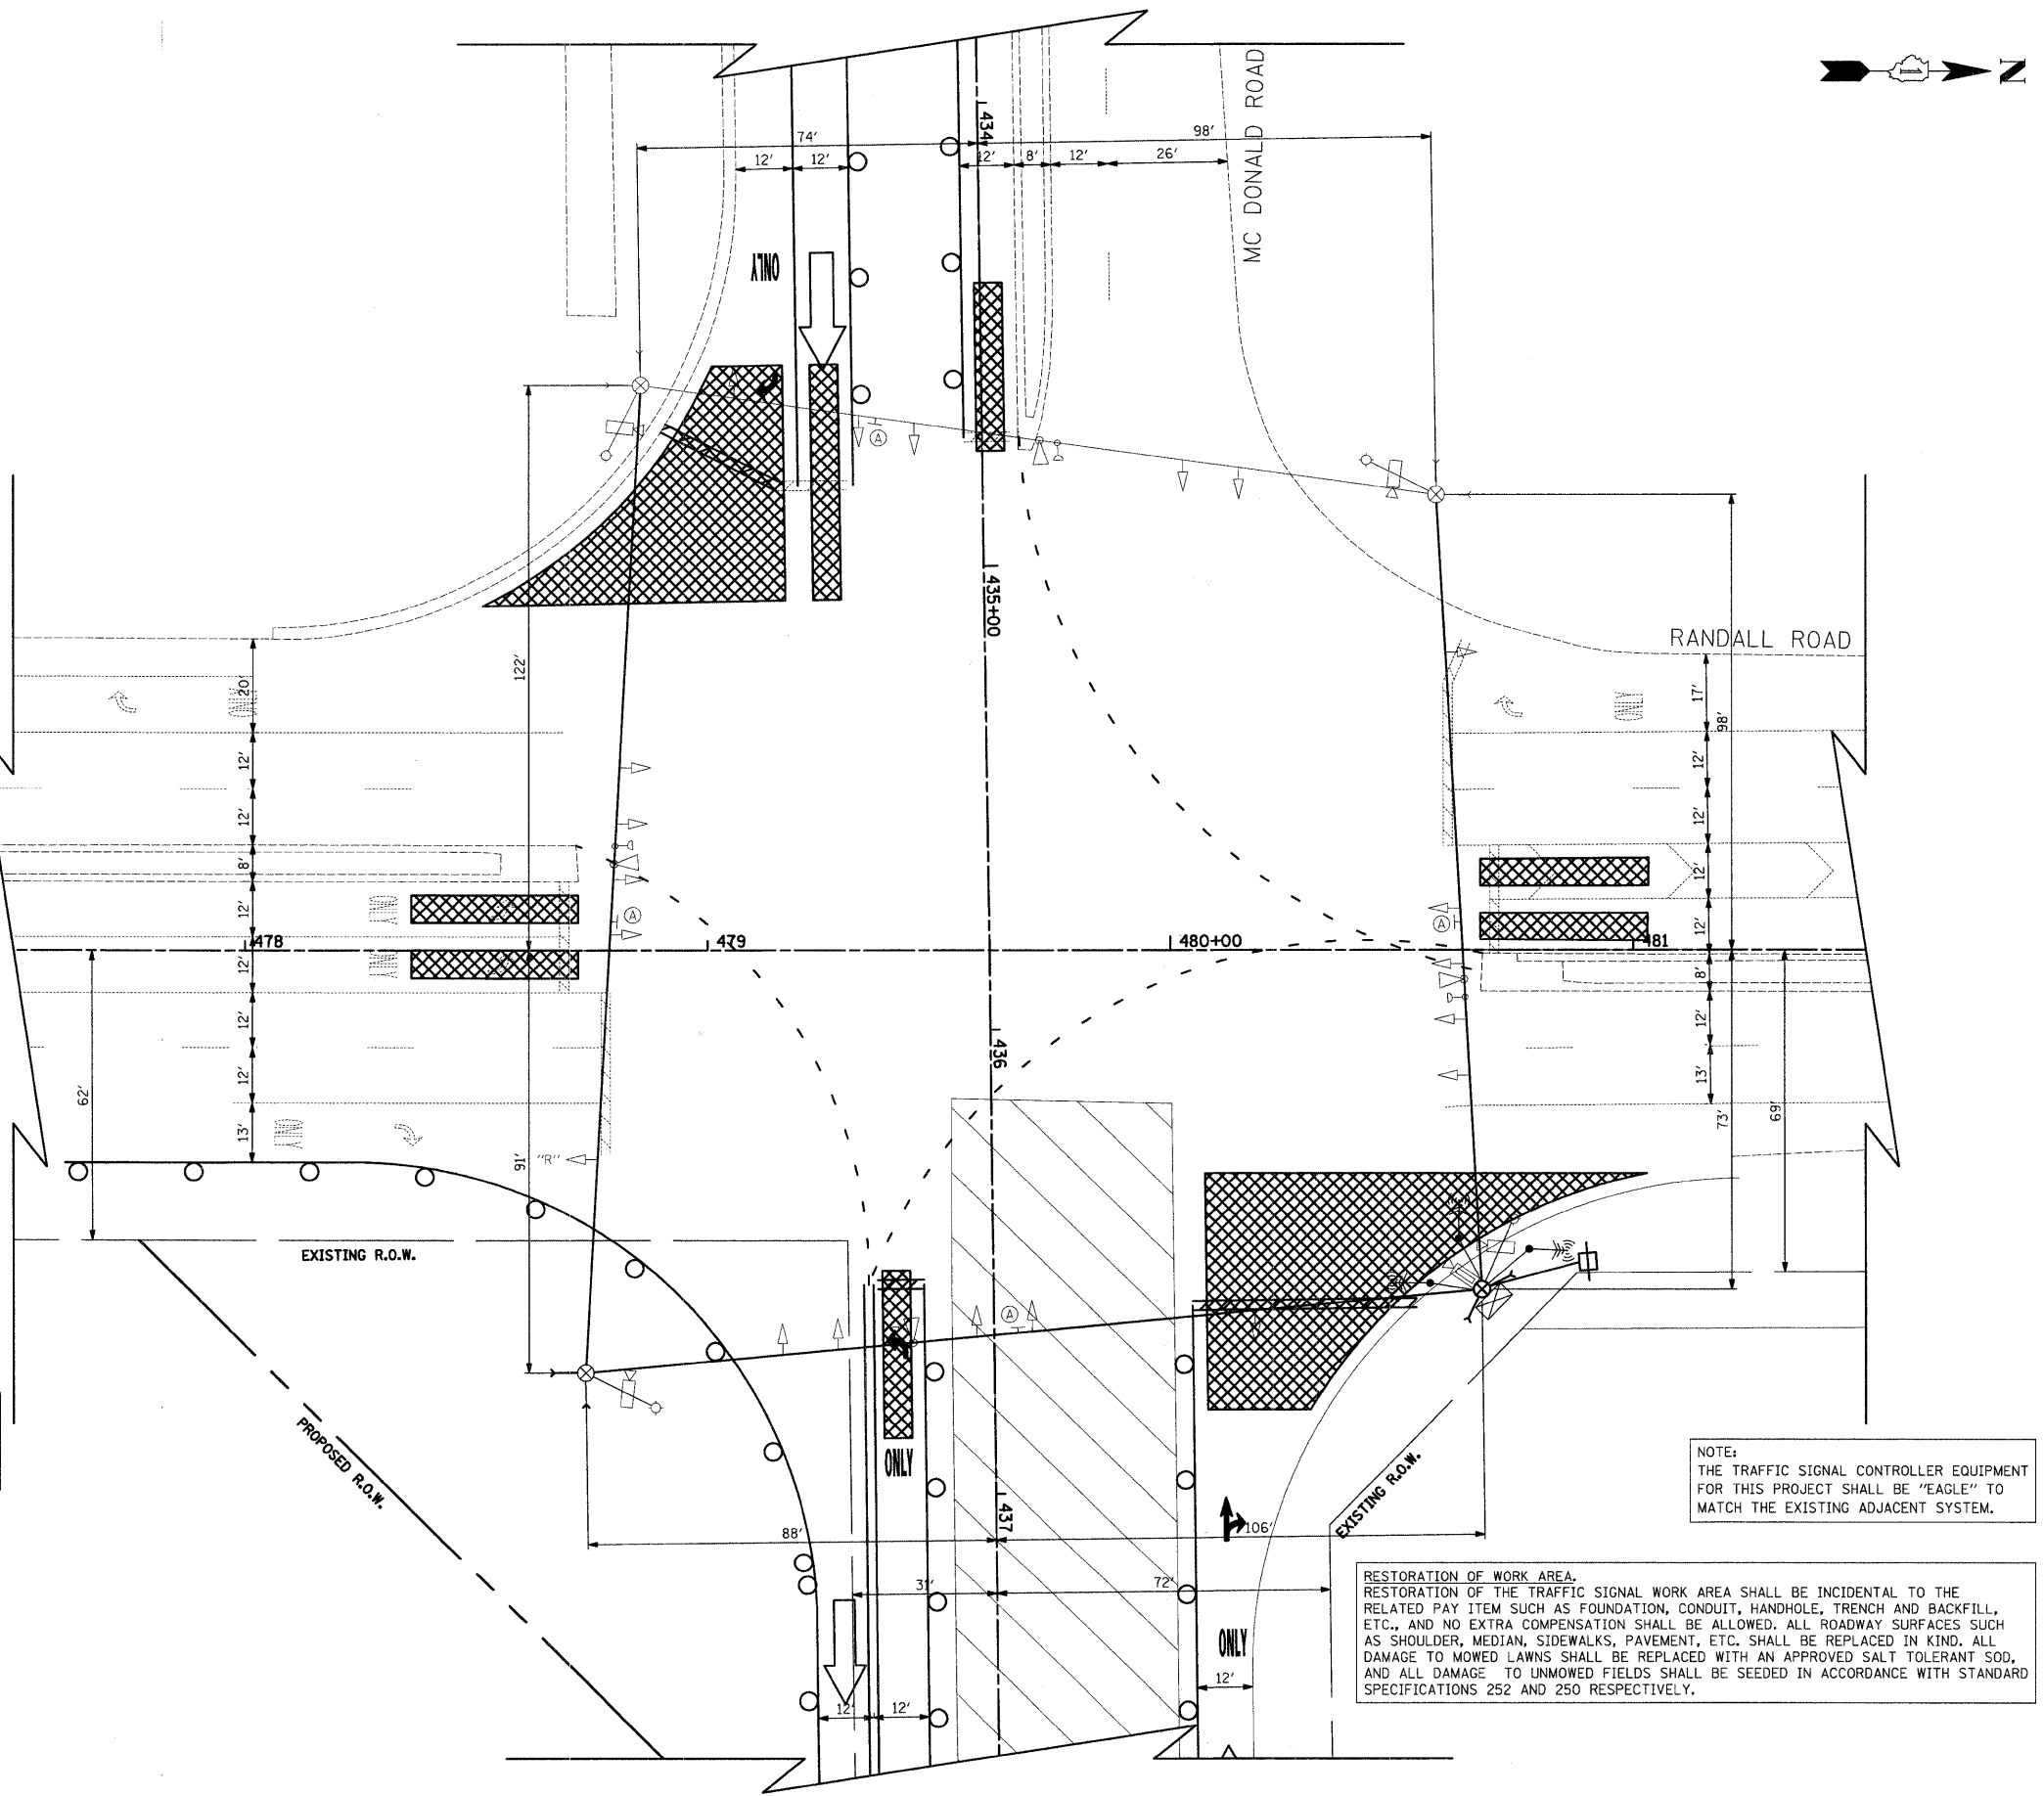 N
MC DONALD ROAD
74'
434
98'
12'
12'
12'
8'
12'
26'
ONLY
A
435+00
RANDALL ROAD
122'
20'
ONLY
12'
12'
8'
12'
12'
12'
12'
13'
ONLY
ONLY
ONLY
A
478
479
480+00
481
A
17'
ONLY
98'
12'
12'
12'
12'
8'
12'
13'
73'
69'
62'
91'
"R"
436
EXISTING R.O.W.
PROPOSED R.O.W.
A
ONLY
437
88'
106'
31'
72'
EXISTING R.O.W.
ONLY
12'
12'
12'
NOTE:
THE TRAFFIC SIGNAL CONTROLLER EQUIPMENT
FOR THIS PROJECT SHALL BE "EAGLE" TO
MATCH THE EXISTING ADJACENT SYSTEM.
RESTORATION OF WORK AREA.
RESTORATION OF THE TRAFFIC SIGNAL WORK AREA SHALL BE INCIDENTAL TO THE
RELATED PAY ITEM SUCH AS FOUNDATION, CONDUIT, HANDHOLE, TRENCH AND BACKFILL,
ETC., AND NO EXTRA COMPENSATION SHALL BE ALLOWED. ALL ROADWAY SURFACES SUCH
AS SHOULDER, MEDIAN, SIDEWALKS, PAVEMENT, ETC. SHALL BE REPLACED IN KIND. ALL
DAMAGE TO MOWED LAWNS SHALL BE REPLACED WITH AN APPROVED SALT TOLERANT SOD,
AND ALL DAMAGE TO UNMOWED FIELDS SHALL BE SEEDED IN ACCORDANCE WITH STANDARD
SPECIFICATIONS 252 AND 250 RESPECTIVELY.